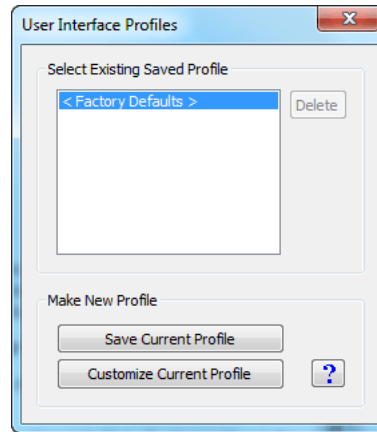 User Interface Profiles
Select Existing Saved Profile
< Factory Defaults >
Delete
Make New Profile
Save Current Profile
Customize Current Profile
?